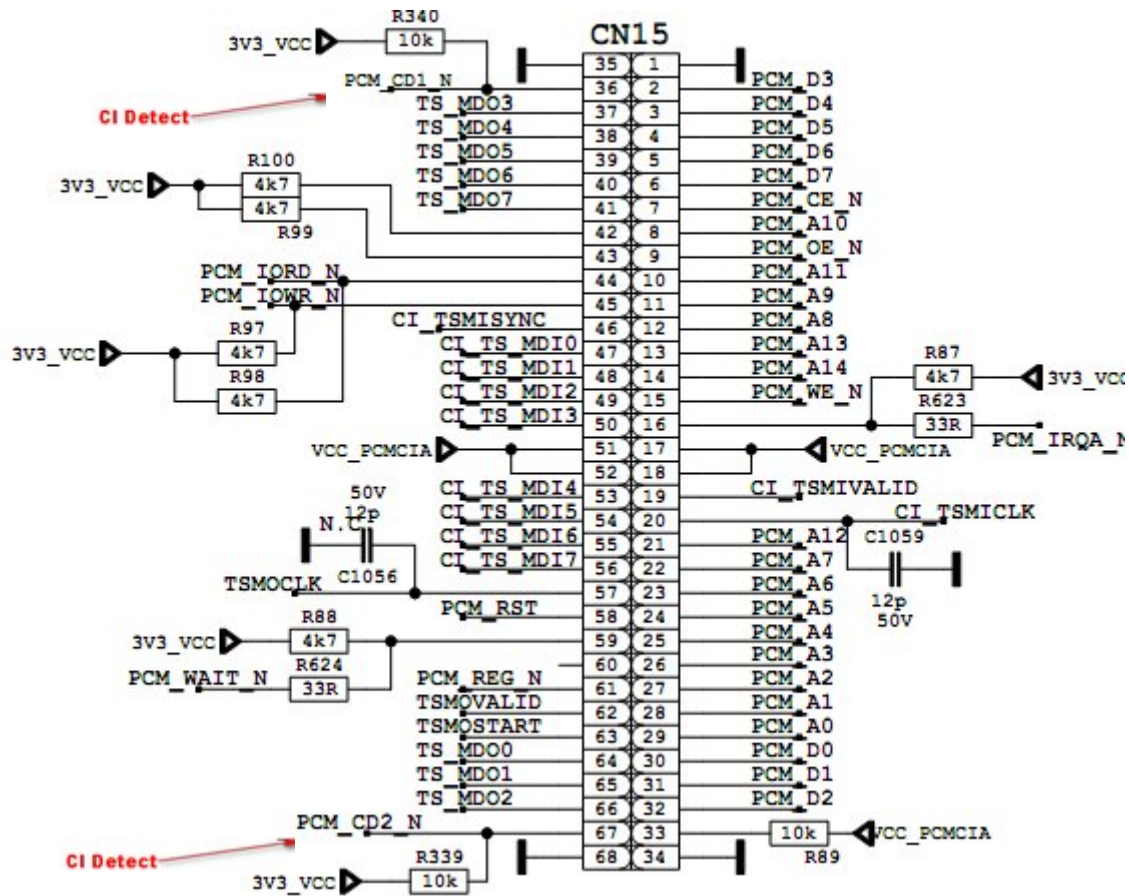 R340
10k
3V3_VCC
CN15
PCM_CD1_N
CI Detect
35 1
36 2 PCM_D3
TS_MDO3 37 3 PCM_D4
TS_MDO4 38 4 PCM_D5
TS_MDO5 39 5 PCM_D6
TS_MDO6 40 6 PCM_D7
TS_MDO7 41 7 PCM_CE_N
R100
3V3_VCC 4k7
4k7
R99
42 8 PCM_A10
43 9 PCM_OE_N
PCM_IORD_N 44 10 PCM_A11
PCM_IOWR_N 45 11 PCM_A9
CI_TSMISYNC 46 12 PCM_A8
R97
3V3_VCC 4k7
R98
4k7
CI_TS_MDI0 47 13 PCM_A13
CI_TS_MDI1 48 14 PCM_A14
CI_TS_MDI2 49 15 PCM_WE_N
CI_TS_MDI3 50 16
R87
4k7 3V3_VCC
R623
33R
PCM_IRQA_N
VCC_PCMCIA 51 17 VCC_PCMCIA
52 18
CI_TS_MDI4 53 19 CI_TSMIVALID
CI_TS_MDI5 54 20 CI_TSMICLK
50V
12p
N.C
C1056
CI_TS_MDI6 55 21 PCM_A12
CI_TS_MDI7 56 22 PCM_A7
C1059
12p
50V
TSMOCLK 57 23 PCM_A6
PCM_RST 58 24 PCM_A5
R88
3V3_VCC 4k7 59 25 PCM_A4
R624
PCM_WAIT_N 33R
60 26 PCM_A3
PCM_REG_N 61 27 PCM_A2
TSMOVALID 62 28 PCM_A1
TSMOSTART 63 29 PCM_A0
TS_MDO0 64 30 PCM_D0
TS_MDO1 65 31 PCM_D1
TS_MDO2 66 32 PCM_D2
PCM_CD2_N 67 33 10k VCC_PCMCIA
R89
CI Detect
R339
3V3_VCC 10k
68 34